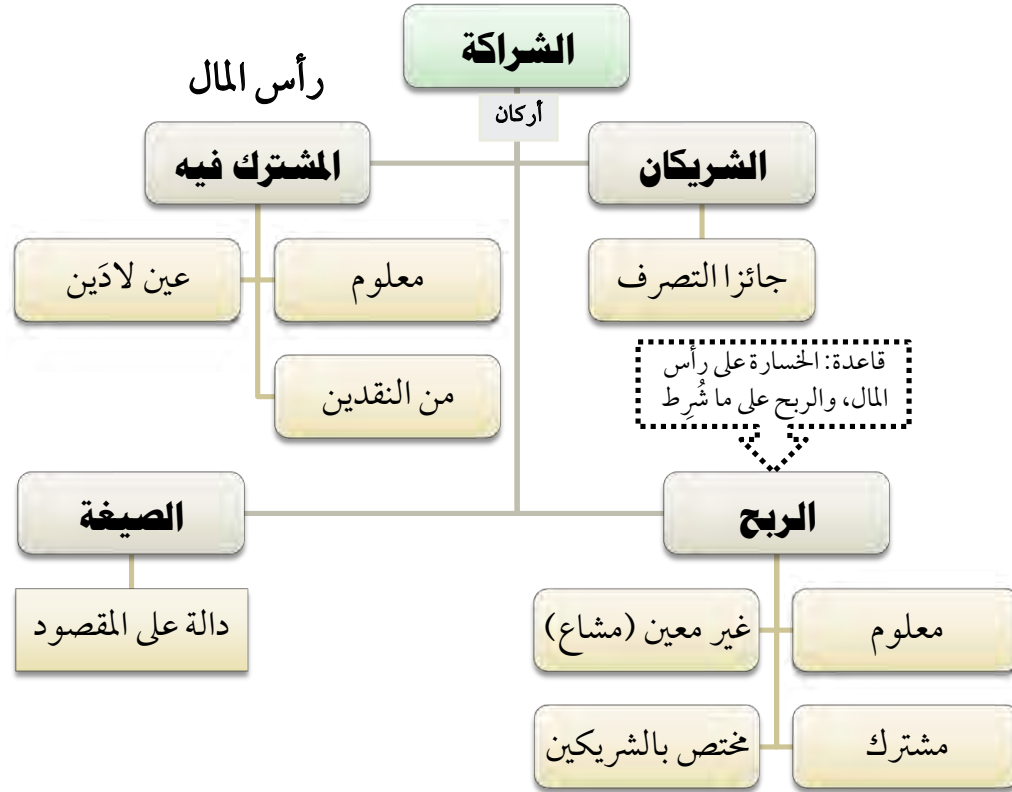 الشراكة
أركان
رأس المال
الشريكان
المشترك فيه
جائزا التصرف
معلوم
عين لا دَين
من النقدين
قاعدة: الخسارة على رأس
المال، والربح على ما شُرِط
الربح
الصيغة
معلوم
غير معين (مشاع)
دالة على المقصود
مشترك
مختص بالشريكين